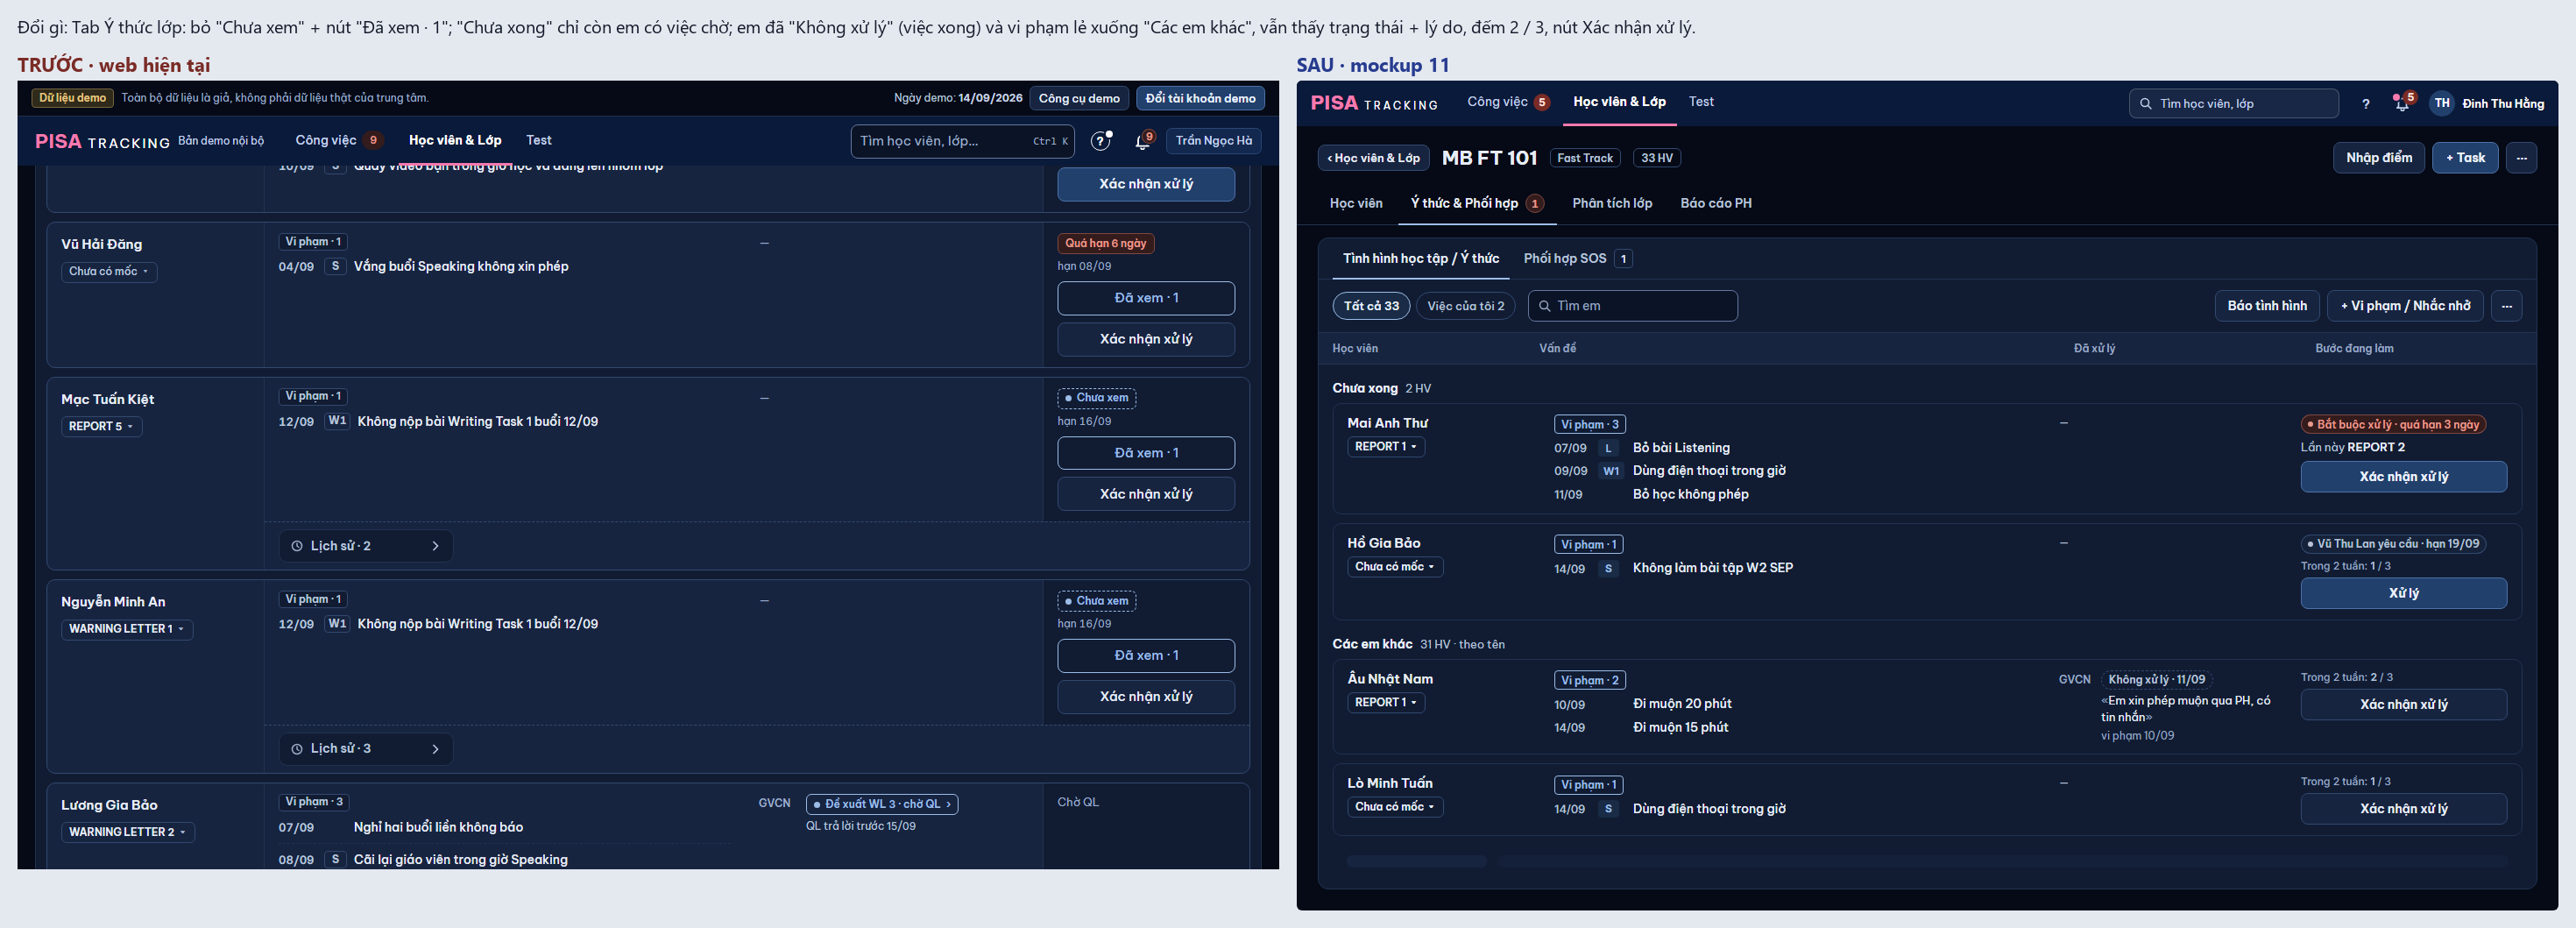 Đổi gì: Tab Ý thức lớp: bỏ "Chưa xem" + nút "Đã xem · 1"; "Chưa xong" chỉ còn em có việc chờ; em đã "Không xử lý" (việc xong) và vi phạm lẻ xuống "Các em khác", vẫn thấy trạng thái + lý do, đếm 2 / 3, nút Xác nhận xử lý.
TRƯỚC · web hiện tại
Dữ liệu demo Toàn bộ dữ liệu là giả, không phải dữ liệu thật của trung tâm. Ngày demo: 14/09/2026 Công cụ demo Đổi tài khoản demo
PISA TRACKING Bản demo nội bộ Công việc 9 Học viên & Lớp Test Tìm học viên, lớp... Ctrl K ? 9 Trần Ngọc Hà
10/09 S Quay video bạn trong giờ học và đăng lên nhóm lớp
Xác nhận xử lý
Vũ Hải Đăng
Chưa có mốc
Vi phạm · 1
04/09 S Vắng buổi Speaking không xin phép
—
Quá hạn 6 ngày
hạn 08/09
Đã xem · 1
Xác nhận xử lý
Mạc Tuấn Kiệt
REPORT 5
Vi phạm · 1
12/09 W1 Không nộp bài Writing Task 1 buổi 12/09
—
Chưa xem
hạn 16/09
Đã xem · 1
Xác nhận xử lý
Lịch sử · 2
Nguyễn Minh An
WARNING LETTER 1
Vi phạm · 1
12/09 W1 Không nộp bài Writing Task 1 buổi 12/09
—
Chưa xem
hạn 16/09
Đã xem · 1
Xác nhận xử lý
Lịch sử · 3
Lương Gia Bảo
WARNING LETTER 2
Vi phạm · 3
07/09 Nghỉ hai buổi liền không báo
08/09 S Cãi lại giáo viên trong giờ Speaking
GVCN Đề xuất WL 3 · chờ QL ›
QL trả lời trước 15/09
Chờ QL
SAU · mockup 11
PISA TRACKING Công việc 5 Học viên & Lớp Test Tìm học viên, lớp ? 5 TH Đinh Thu Hằng
‹ Học viên & Lớp MB FT 101 Fast Track 33 HV Nhập điểm + Task ···
Học viên Ý thức & Phối hợp 1 Phân tích lớp Báo cáo PH
Tình hình học tập / Ý thức Phối hợp SOS 1
Tất cả 33 Việc của tôi 2 Tìm em Báo tình hình + Vi phạm / Nhắc nhở ···
Học viên Vấn đề Đã xử lý Bước đang làm
Chưa xong 2 HV
Mai Anh Thư
REPORT 1
Vi phạm · 3
07/09 L Bỏ bài Listening
09/09 W1 Dùng điện thoại trong giờ
11/09 Bỏ học không phép
—
Bắt buộc xử lý · quá hạn 3 ngày
Lần này REPORT 2
Xác nhận xử lý
Hồ Gia Bảo
Chưa có mốc
Vi phạm · 1
14/09 S Không làm bài tập W2 SEP
—
Vũ Thu Lan yêu cầu · hạn 19/09
Trong 2 tuần: 1 / 3
Xử lý
Các em khác 31 HV · theo tên
Âu Nhật Nam
REPORT 1
Vi phạm · 2
10/09 Đi muộn 20 phút
14/09 Đi muộn 15 phút
GVCN Không xử lý · 11/09
«Em xin phép muộn qua PH, có
tin nhắn»
vi phạm 10/09
Trong 2 tuần: 2 / 3
Xác nhận xử lý
Lò Minh Tuấn
Chưa có mốc
Vi phạm · 1
14/09 S Dùng điện thoại trong giờ
—
Trong 2 tuần: 1 / 3
Xác nhận xử lý